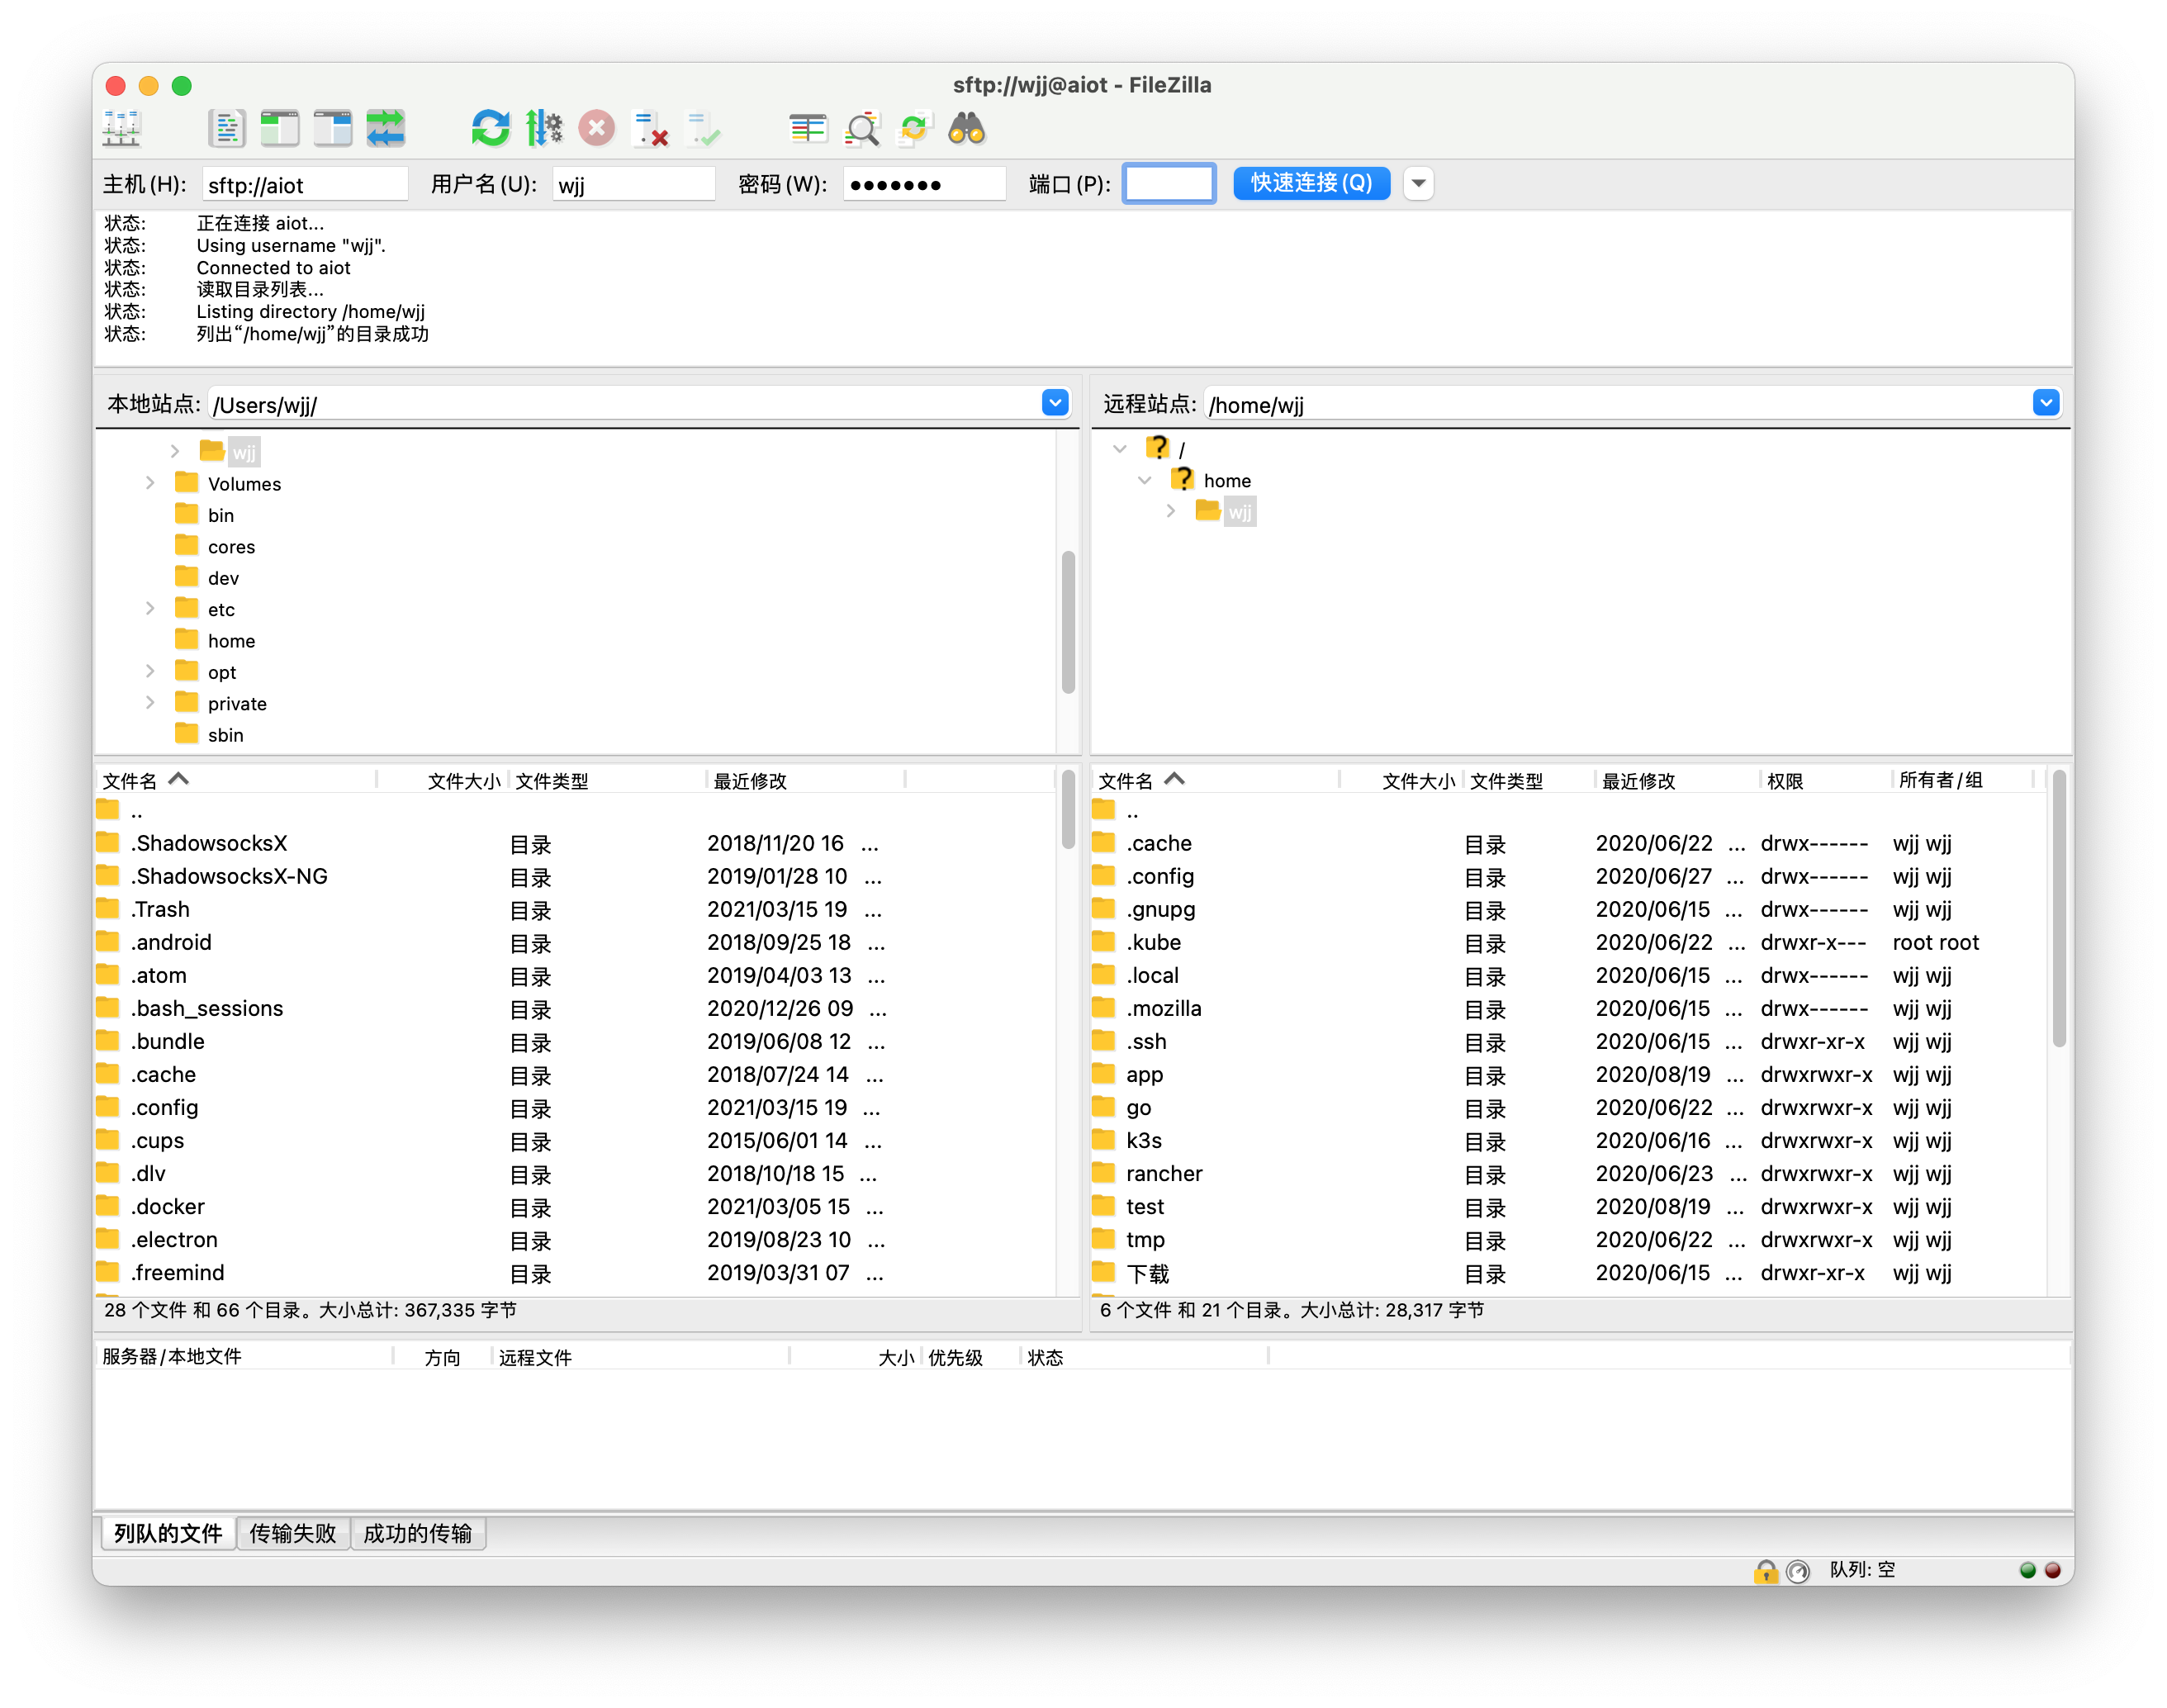 sftp://wjj@aiot - FileZilla
主机(H): sftp://aiot 用户名(U): wjj 密码(W): ●●●●●●● 端口(P): 快速连接(Q)
状态: 正在连接 aiot...
状态: Using username "wjj".
状态: Connected to aiot
状态: 读取目录列表...
状态: Listing directory /home/wjj
状态: 列出“/home/wjj”的目录成功
本地站点: /Users/wjj/
wjj
Volumes
bin
cores
dev
etc
home
opt
private
sbin
远程站点: /home/wjj
/
home
wjj
文件名 文件大小 文件类型 最近修改
..
.ShadowsocksX 目录 2018/11/20 16 ...
.ShadowsocksX-NG 目录 2019/01/28 10 ...
.Trash 目录 2021/03/15 19 ...
.android 目录 2018/09/25 18 ...
.atom 目录 2019/04/03 13 ...
.bash_sessions 目录 2020/12/26 09 ...
.bundle 目录 2019/06/08 12 ...
.cache 目录 2018/07/24 14 ...
.config 目录 2021/03/15 19 ...
.cups 目录 2015/06/01 14 ...
.dlv 目录 2018/10/18 15 ...
.docker 目录 2021/03/05 15 ...
.electron 目录 2019/08/23 10 ...
.freemind 目录 2019/03/31 07 ...
28 个文件 和 66 个目录。大小总计: 367,335 字节
文件名 文件大小 文件类型 最近修改 权限 所有者/组
..
.cache 目录 2020/06/22 ... drwx------ wjj wjj
.config 目录 2020/06/27 ... drwx------ wjj wjj
.gnupg 目录 2020/06/15 ... drwx------ wjj wjj
.kube 目录 2020/06/22 ... drwxr-x--- root root
.local 目录 2020/06/15 ... drwx------ wjj wjj
.mozilla 目录 2020/06/15 ... drwx------ wjj wjj
.ssh 目录 2020/06/15 ... drwxr-xr-x wjj wjj
app 目录 2020/08/19 ... drwxrwxr-x wjj wjj
go 目录 2020/06/22 ... drwxrwxr-x wjj wjj
k3s 目录 2020/06/16 ... drwxrwxr-x wjj wjj
rancher 目录 2020/06/23 ... drwxrwxr-x wjj wjj
test 目录 2020/08/19 ... drwxrwxr-x wjj wjj
tmp 目录 2020/06/22 ... drwxrwxr-x wjj wjj
下载 目录 2020/06/15 ... drwxr-xr-x wjj wjj
6 个文件 和 21 个目录。大小总计: 28,317 字节
服务器/本地文件 方向 远程文件 大小 优先级 状态
列队的文件 传输失败 成功的传输
队列: 空